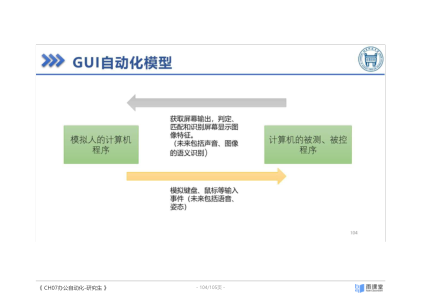 GUI自动化模型
获取屏幕输出，判定、
匹配和识别屏幕显示图
像特征。
（未来包括声音、图像
的语义识别）
模拟人的计算机
程序
计算机的被测、被控
程序
模拟键盘、鼠标等输入
事件（未来包括语音、
姿态）
104
《 CH07办公自动化-研究生 》
- 104/105页 -
雨课堂